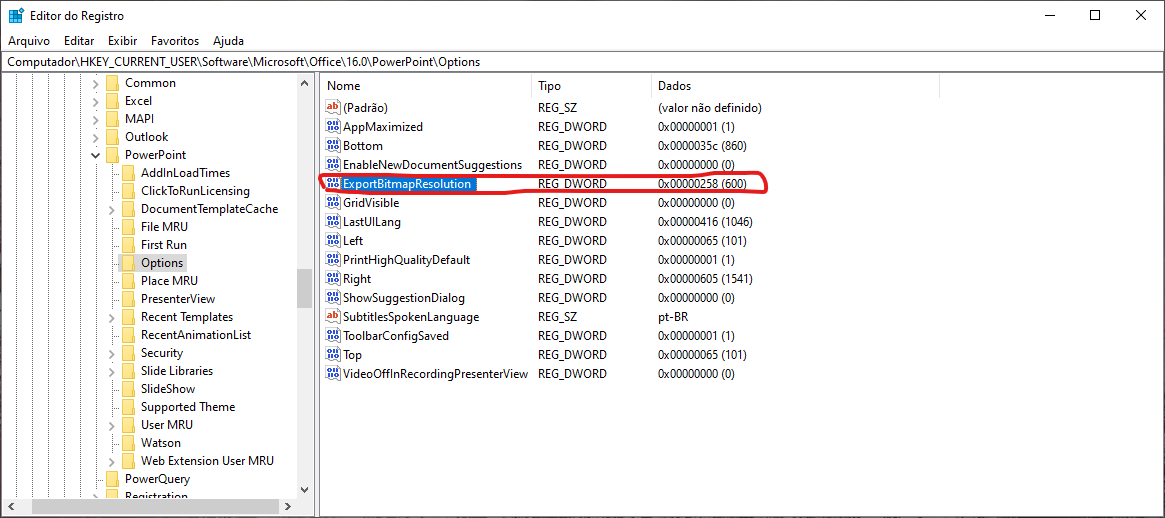 Editor do Registro
Arquivo Editar Exibir Favoritos Ajuda
Computador\HKEY_CURRENT_USER\Software\Microsoft\Office\16.0\PowerPoint\Options
Common
Excel
MAPI
Outlook
PowerPoint
AddInLoadTimes
ClickToRunLicensing
DocumentTemplateCache
File MRU
First Run
Options
Place MRU
PresenterView
Recent Templates
RecentAnimationList
Security
Slide Libraries
SlideShow
Supported Theme
User MRU
Watson
Web Extension User MRU
PowerQuery
Registration
Nome Tipo Dados
(Padrão) REG_SZ (valor não definido)
AppMaximized REG_DWORD 0x00000001 (1)
Bottom REG_DWORD 0x0000035c (860)
EnableNewDocumentSuggestions REG_DWORD 0x00000000 (0)
ExportBitmapResolution REG_DWORD 0x00000258 (600)
GridVisible REG_DWORD 0x00000000 (0)
LastUILang REG_DWORD 0x00000416 (1046)
Left REG_DWORD 0x00000065 (101)
PrintHighQualityDefault REG_DWORD 0x00000001 (1)
Right REG_DWORD 0x00000605 (1541)
ShowSuggestionDialog REG_DWORD 0x00000000 (0)
SubtitlesSpokenLanguage REG_SZ pt-BR
ToolbarConfigSaved REG_DWORD 0x00000001 (1)
Top REG_DWORD 0x00000065 (101)
VideoOffInRecordingPresenterView REG_DWORD 0x00000000 (0)